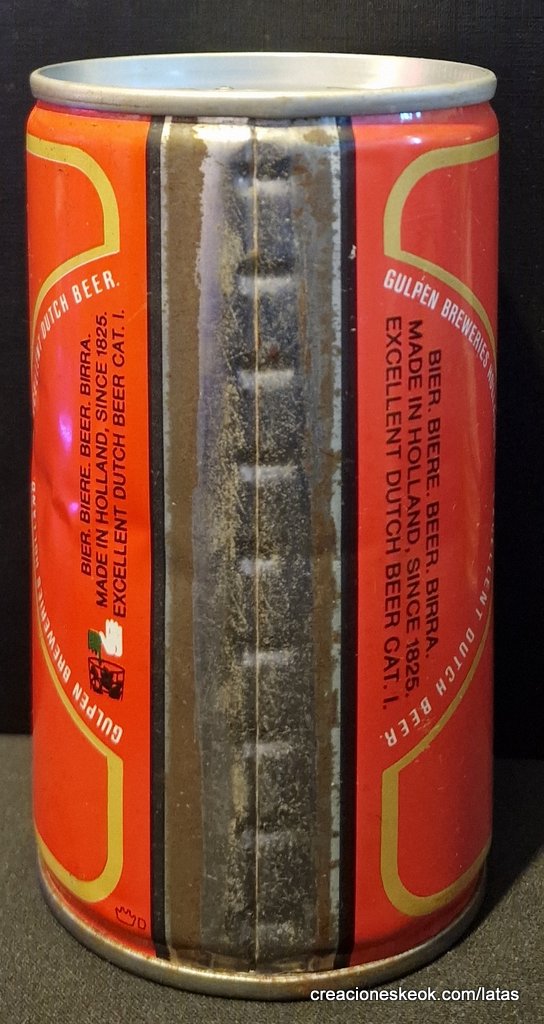 DUTCH BEER.
BIER. BIERE. BEER. BIRRA.
MADE IN HOLLAND, SINCE 1825.
EXCELLENT DUTCH BEER CAT. I.
GULPEN BREWERIES
D
GULPEN BREWERIES
BIER. BIERE. BEER. BIRRA.
MADE IN HOLLAND, SINCE 1825.
EXCELLENT DUTCH BEER CAT. I.
DUTCH BEER.
creacioneskeok.com/latas